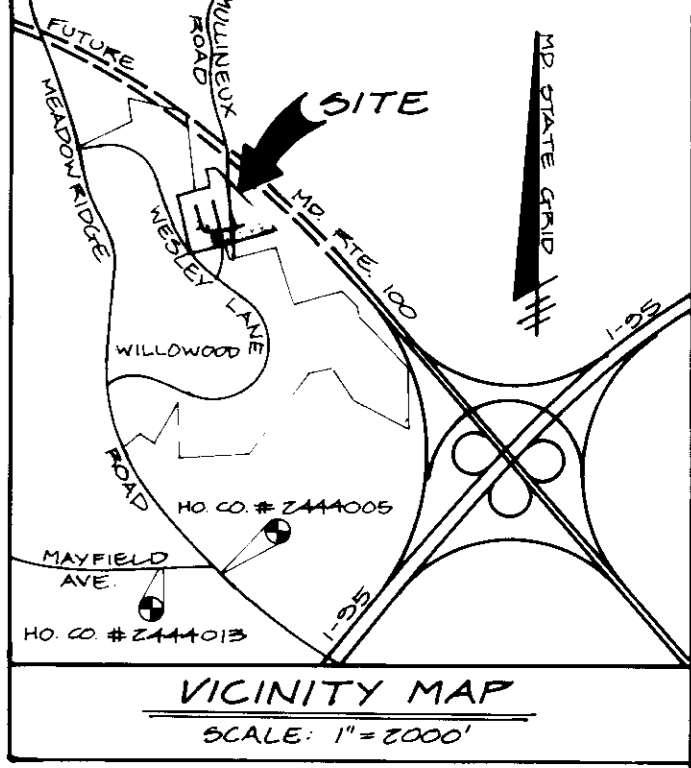 FUTURE
MULLINEUX
ROAD
SITE
MD. STATE GRID
MEADOWRIDGE
WESLEY
LANE
MD. RTE. 100
I-95
WILLOWOOD
ROAD
HO. CO. # 2444005
MAYFIELD
AVE.
HO. CO. # 2444013
I-95
VICINITY MAP
SCALE: 1" = 2000'